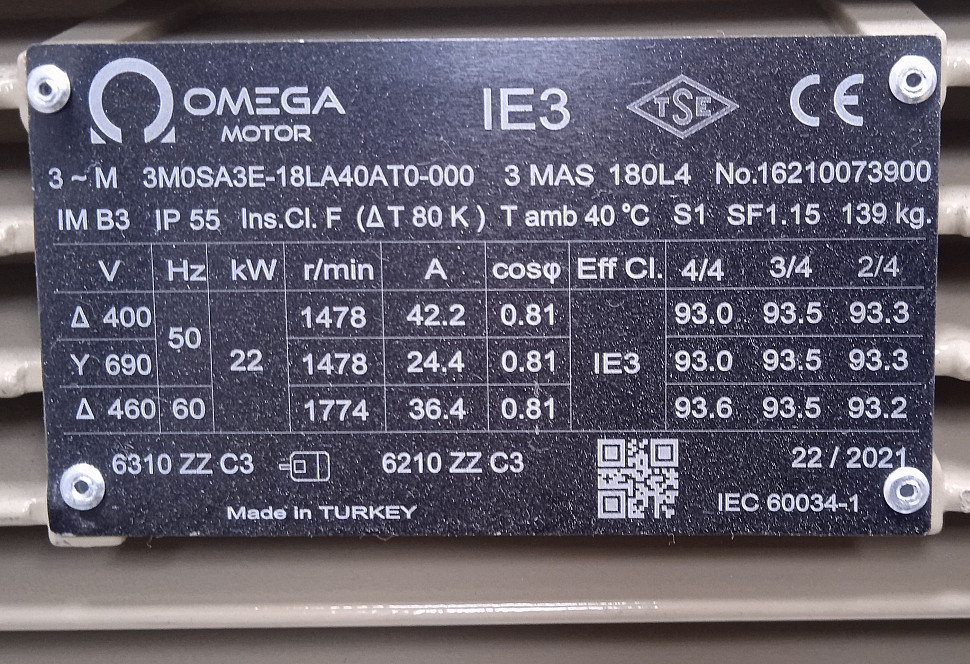 OMEGA MOTOR IE3 TSE CE
3 ~ M 3M0SA3E-18LA40AT0-000 3 MAS 180L4 No.16210073900
IM B3 IP 55 Ins.Cl. F (ΔT 80 K) T amb 40 °C S1 SF1.15 139 kg.
V Hz kW r/min A cosφ Eff Cl. 4/4 3/4 2/4
Δ 400 50 22 1478 42.2 0.81 IE3 93.0 93.5 93.3
Y 690 1478 24.4 0.81 93.0 93.5 93.3
Δ 460 60 1774 36.4 0.81 93.6 93.5 93.2
6310 ZZ C3 6210 ZZ C3 22 / 2021
Made in TURKEY IEC 60034-1